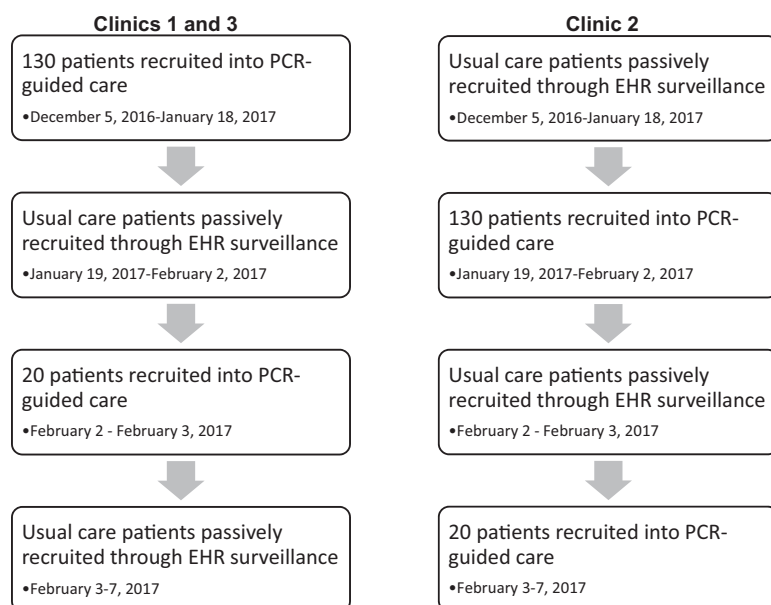 Clinics 1 and 3
130 patients recruited into PCR-
guided care
•December 5, 2016-January 18, 2017
Usual care patients passively
recruited through EHR surveillance
•January 19, 2017-February 2, 2017
20 patients recruited into PCR-
guided care
•February 2 - February 3, 2017
Usual care patients passively
recruited through EHR surveillance
•February 3-7, 2017
Clinic 2
Usual care patients passively
recruited through EHR surveillance
•December 5, 2016-January 18, 2017
130 patients recruited into PCR-
guided care
•January 19, 2017-February 2, 2017
Usual care patients passively
recruited through EHR surveillance
•February 2 - February 3, 2017
20 patients recruited into PCR-
guided care
•February 3-7, 2017